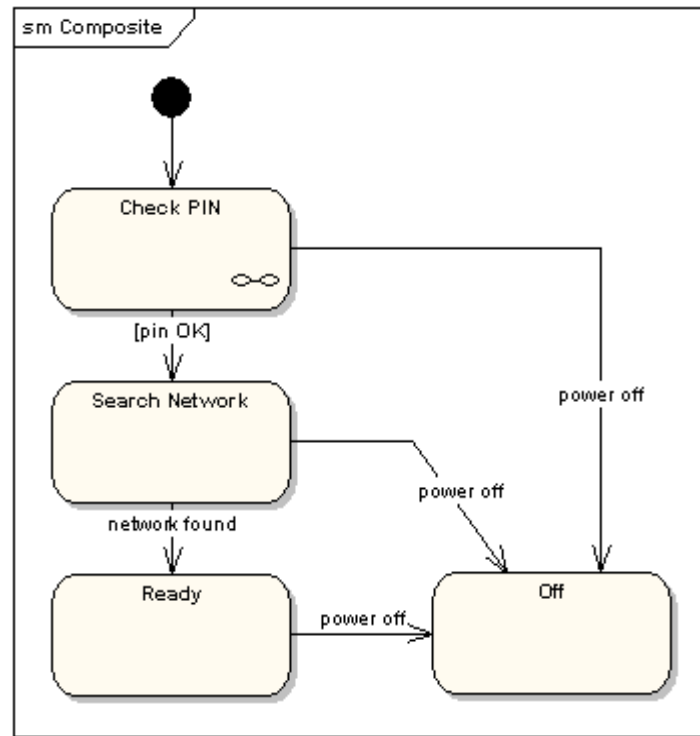 sm Composite
Check PIN
[pin OK]
Search Network
power off
power off
network found
Ready
Off
power off